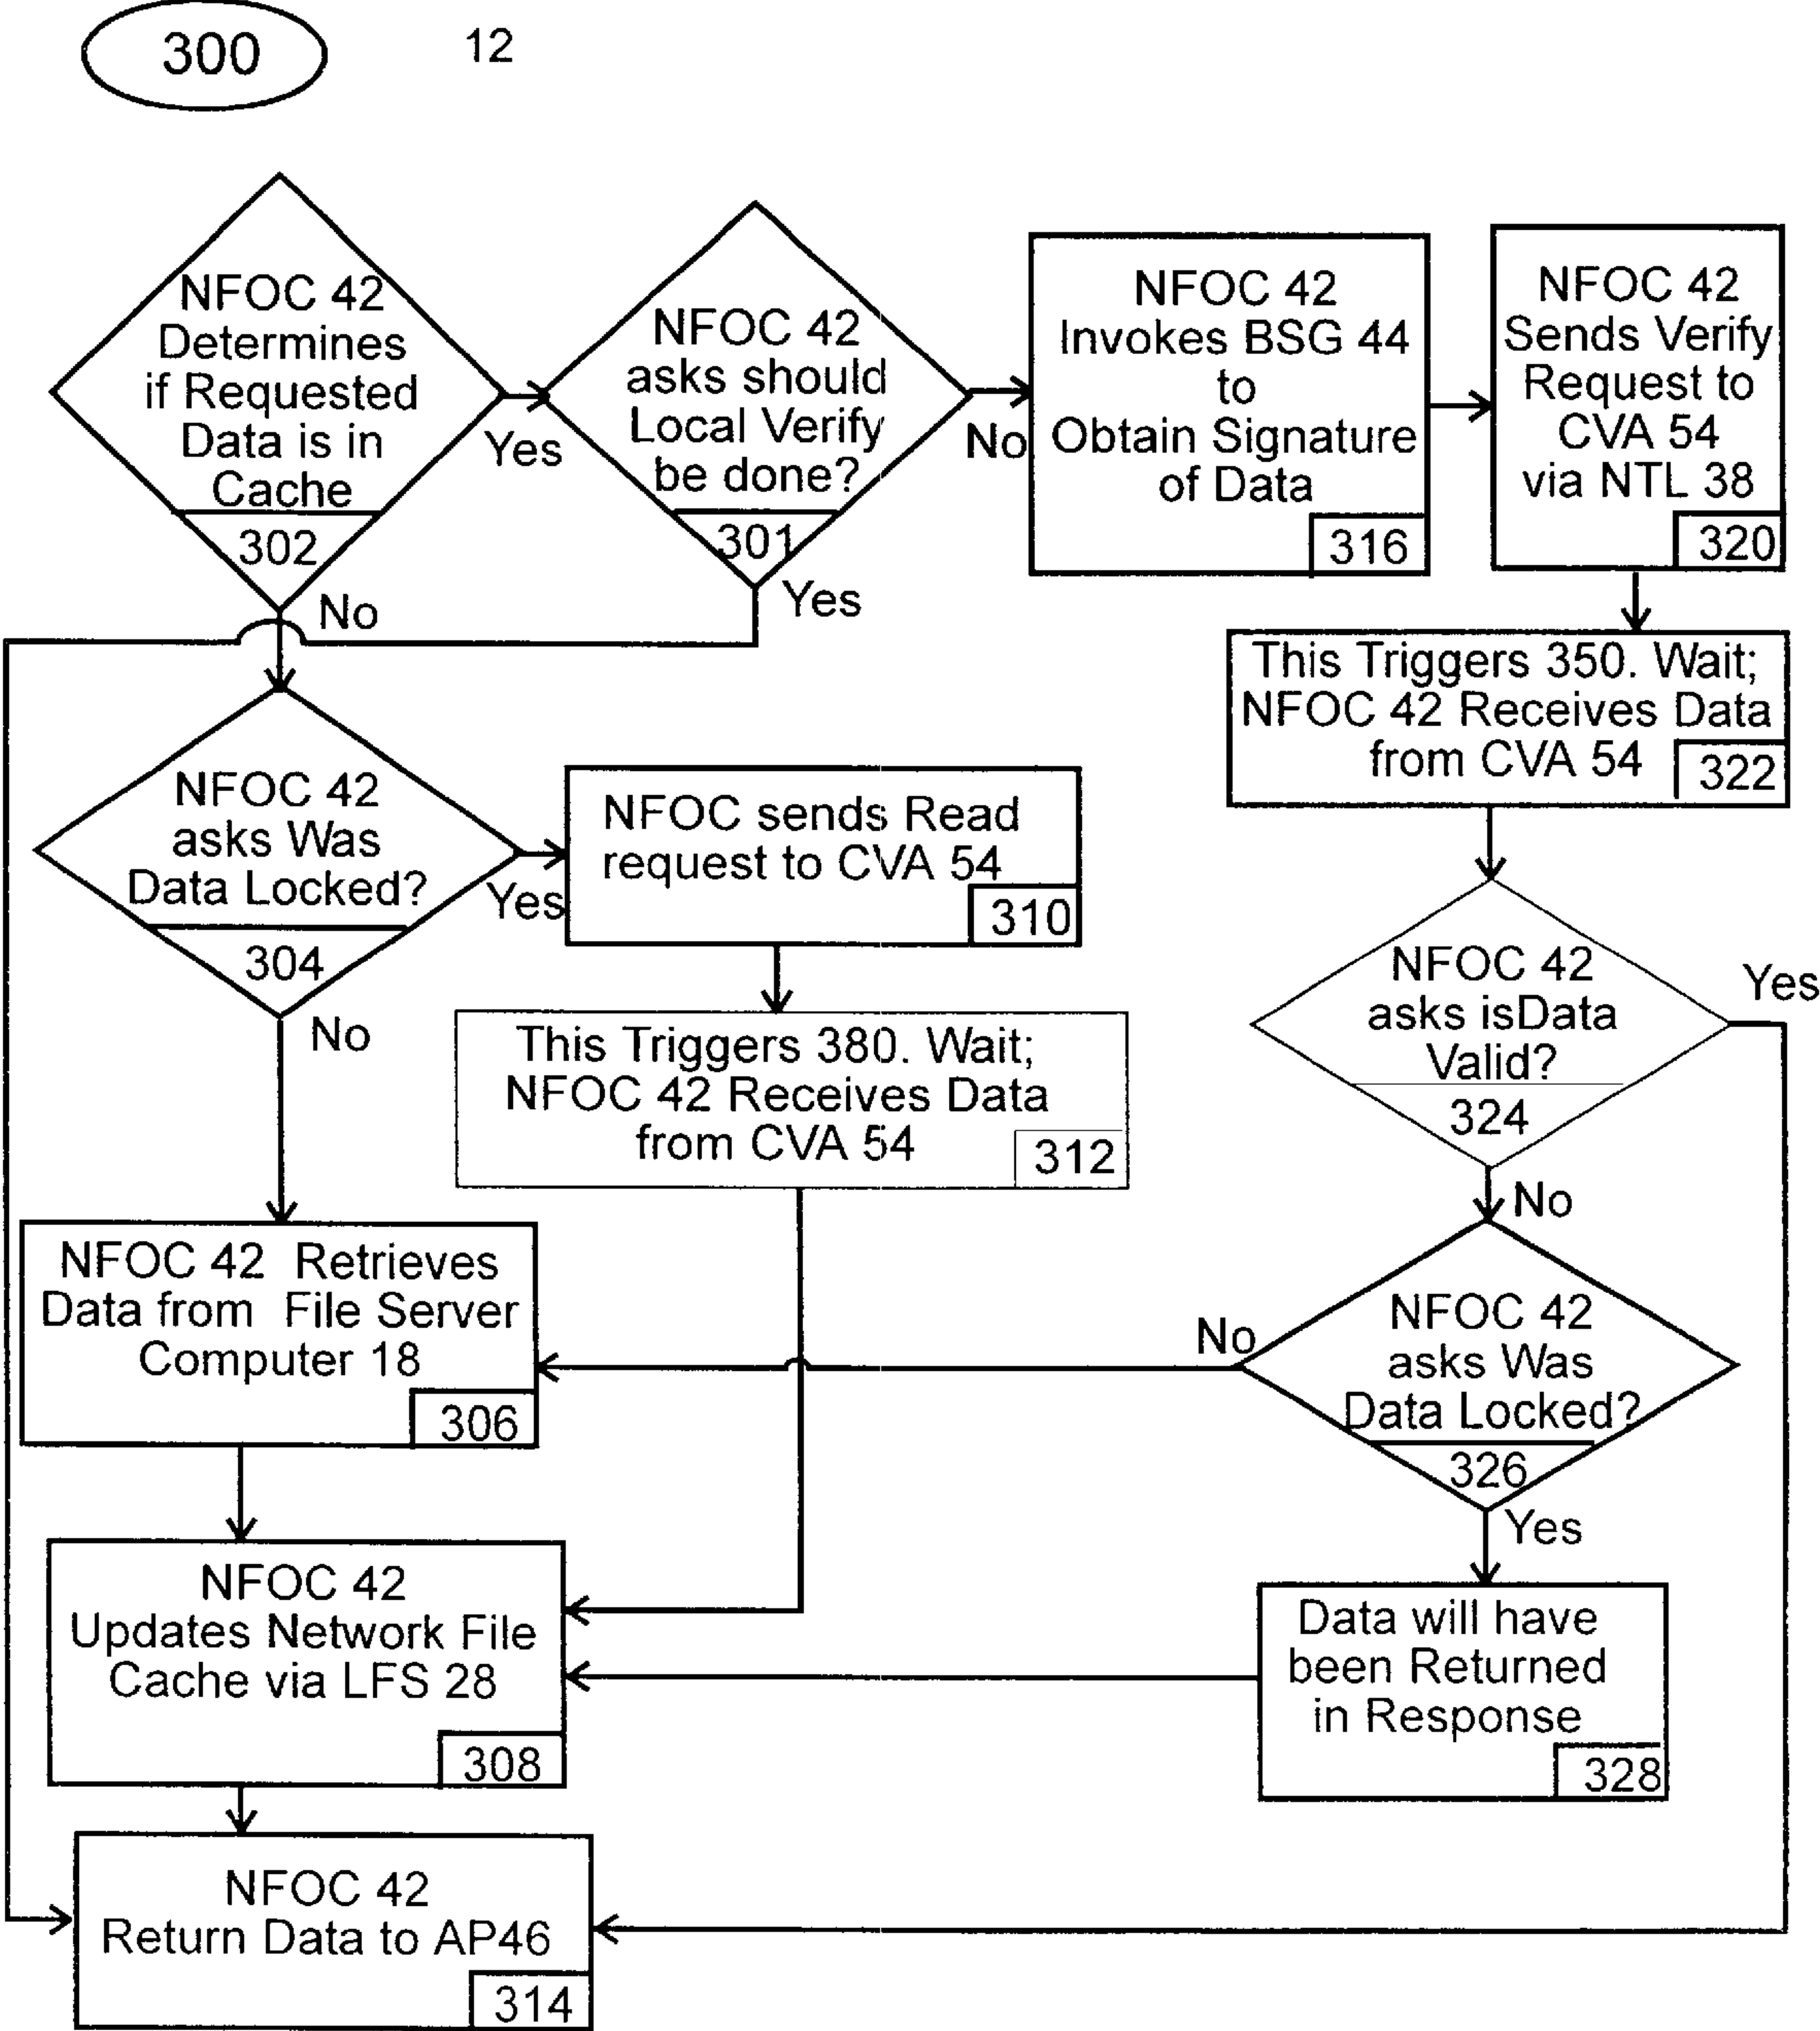 300
12
NFOC 42
Determines
if Requested
Data is in
Cache
302
Yes
No
NFOC 42
asks should
Local Verify
be done?
301
No
Yes
NFOC 42
Invokes BSG 44
to
Obtain Signature
of Data
316
NFOC 42
Sends Verify
Request to
CVA 54
via NTL 38
320
This Triggers 350. Wait;
NFOC 42 Receives Data
from CVA 54
322
NFOC 42
asks Was
Data Locked?
304
Yes
No
NFOC sends Read
request to CVA 54
310
This Triggers 380. Wait;
NFOC 42 Receives Data
from CVA 54
312
NFOC 42
asks isData
Valid?
324
Yes
No
NFOC 42 Retrieves
Data from File Server
Computer 18
306
NFOC 42
asks Was
Data Locked?
326
No
Yes
NFOC 42
Updates Network File
Cache via LFS 28
308
Data will have
been Returned
in Response
328
NFOC 42
Return Data to AP46
314